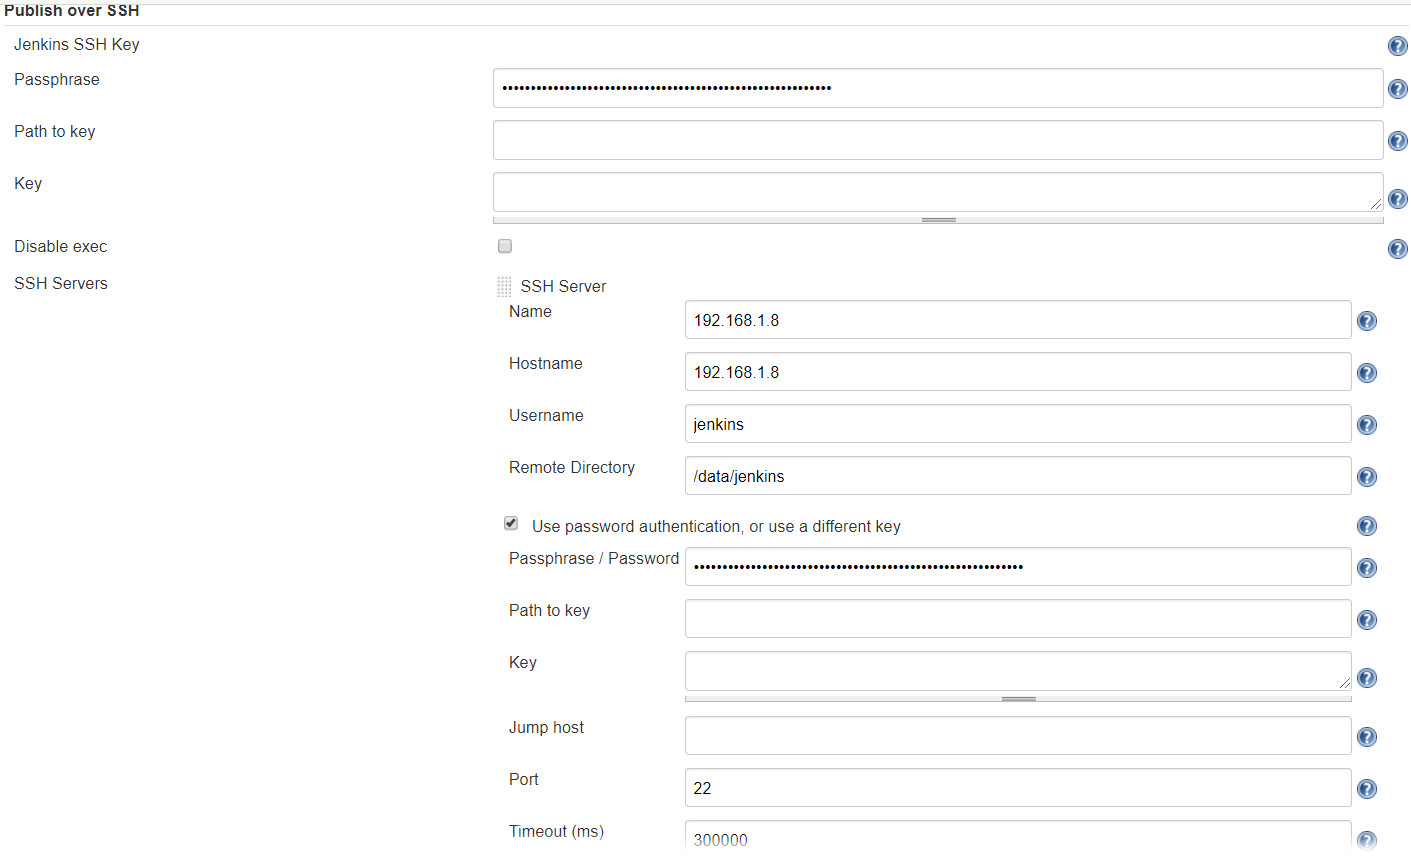 Publish over SSH
Jenkins SSH Key
Passphrase ••••••••••••••••••••••••••••••••••••••••••••••••••••••••••
Path to key
Key
Disable exec
SSH Servers
SSH Server
Name 192.168.1.8
Hostname 192.168.1.8
Username jenkins
Remote Directory /data/jenkins
Use password authentication, or use a different key
Passphrase / Password ••••••••••••••••••••••••••••••••••••••••••••••••••••••••••
Path to key
Key
Jump host
Port 22
Timeout (ms) 300000